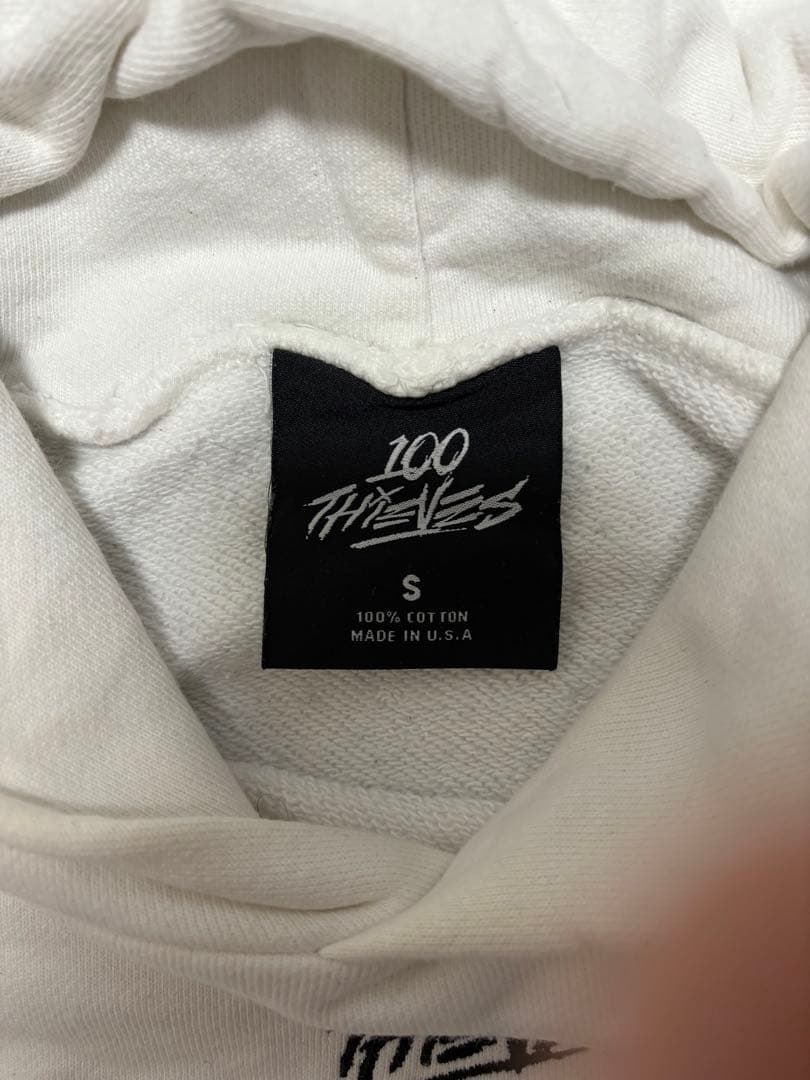 100
THIEVES
S
100% COTTON
MADE IN U.S.A